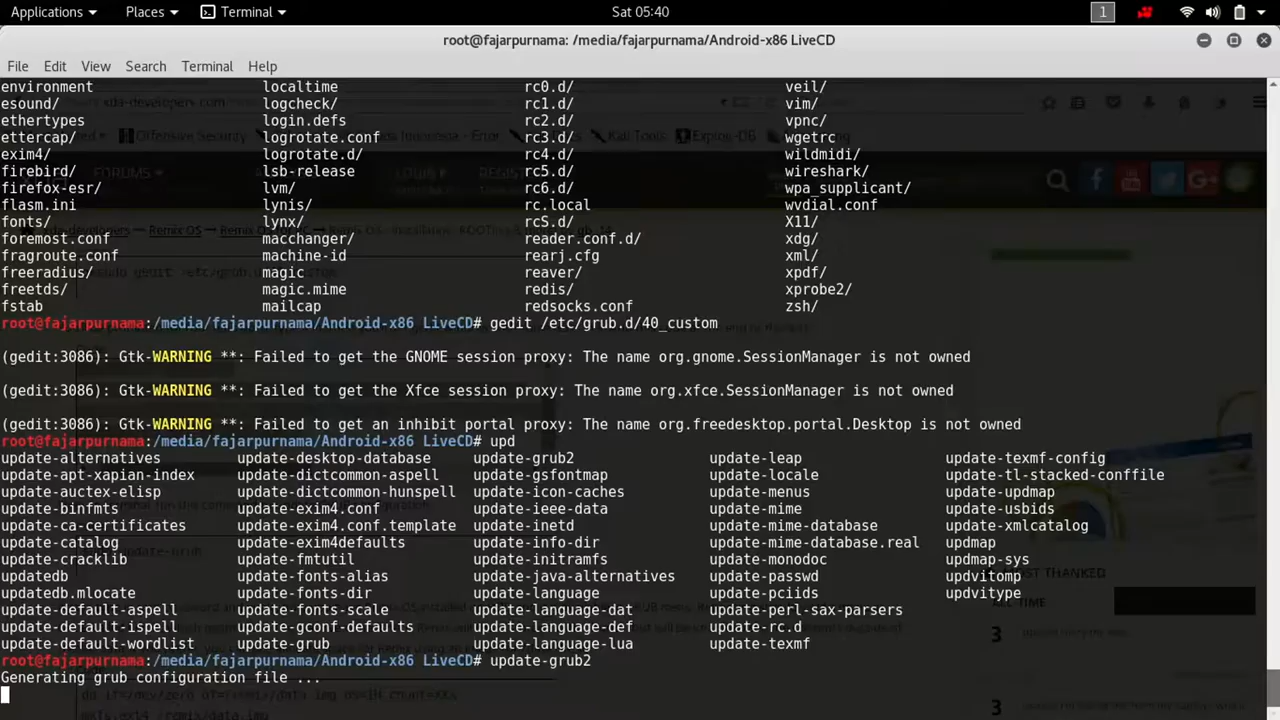 Applications Places Terminal Sat 05:40 1
root@fajarpurnama: /media/fajarpurnama/Android-x86 LiveCD
File Edit View Search Terminal Help
environment localtime rc0.d/ veil/
esound/ logcheck/ rc1.d/ vim/
ethertypes login.defs rc2.d/ vpnc/
ettercap/ logrotate.conf rc3.d/ wgetrc
exim4/ logrotate.d/ rc4.d/ wildmidi/
firebird/ lsb-release rc5.d/ wireshark/
firefox-esr/ lvm/ rc6.d/ wpa_supplicant/
flasm.ini lynis/ rc.local wvdial.conf
fonts/ lynx/ rcS.d/ X11/
foremost.conf macchanger/ reader.conf.d/ xdg/
fragroute.conf machine-id rearj.cfg xml/
freeradius/ magic reaver/ xpdf/
freetds/ magic.mime redis/ xprobe2/
fstab mailcap redsocks.conf zsh/
root@fajarpurnama:/media/fajarpurnama/Android-x86 LiveCD# gedit /etc/grub.d/40_custom
(gedit:3086): Gtk-WARNING **: Failed to get the GNOME session proxy: The name org.gnome.SessionManager is not owned
(gedit:3086): Gtk-WARNING **: Failed to get the Xfce session proxy: The name org.xfce.SessionManager is not owned
(gedit:3086): Gtk-WARNING **: Failed to get an inhibit portal proxy: The name org.freedesktop.portal.Desktop is not owned
root@fajarpurnama:/media/fajarpurnama/Android-x86 LiveCD# upd
update-alternatives update-desktop-database update-grub2 update-leap update-texmf-config
update-apt-xapian-index update-dictcommon-aspell update-gsfontmap update-locale update-tl-stacked-conffile
update-auctex-elisp update-dictcommon-hunspell update-icon-caches update-menus update-updmap
update-binfmts update-exim4.conf update-ieee-data update-mime update-usbids
update-ca-certificates update-exim4.conf.template update-inetd update-mime-database update-xmlcatalog
update-catalog update-exim4defaults update-info-dir update-mime-database.real updmap
update-cracklib update-fmtutil update-initramfs update-monodoc updmap-sys
updatedb update-fonts-alias update-java-alternatives update-passwd updvitomp
updatedb.mlocate update-fonts-dir update-language update-pciids updvitype
update-default-aspell update-fonts-scale update-language-dat update-perl-sax-parsers
update-default-ispell update-gconf-defaults update-language-def update-rc.d
update-default-wordlist update-grub update-language-lua update-texmf
root@fajarpurnama:/media/fajarpurnama/Android-x86 LiveCD# update-grub2
Generating grub configuration file ...